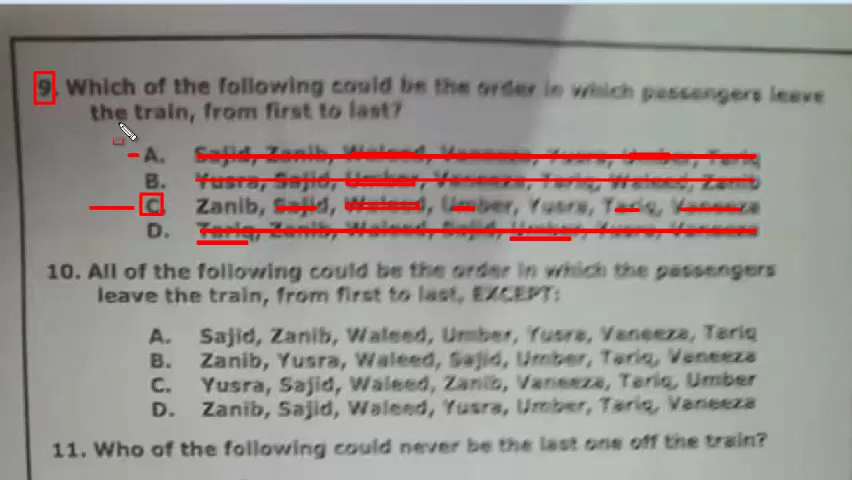 9. Which of the following could be the order in which passengers leave
the train, from first to last?
A. Sajid, Zanib, Waleed, Vaneeza, Yusra, Umber, Tariq
B. Yusra, Sajid, Umber, Vaneeza, Tariq, Waleed, Zanib
C. Zanib, Sajid, Waleed, Umber, Yusra, Tariq, Vaneeza
D. Tariq, Zanib, Waleed, Sajid, Umber, Yusra, Vaneeza
10. All of the following could be the order in which the passengers
leave the train, from first to last, EXCEPT:
A. Sajid, Zanib, Waleed, Umber, Yusra, Vaneeza, Tariq
B. Zanib, Yusra, Waleed, Sajid, Umber, Tariq, Vaneeza
C. Yusra, Sajid, Waleed, Zanib, Vaneeza, Tariq, Umber
D. Zanib, Sajid, Waleed, Yusra, Umber, Tariq, Vaneeza
11. Who of the following could never be the last one off the train?